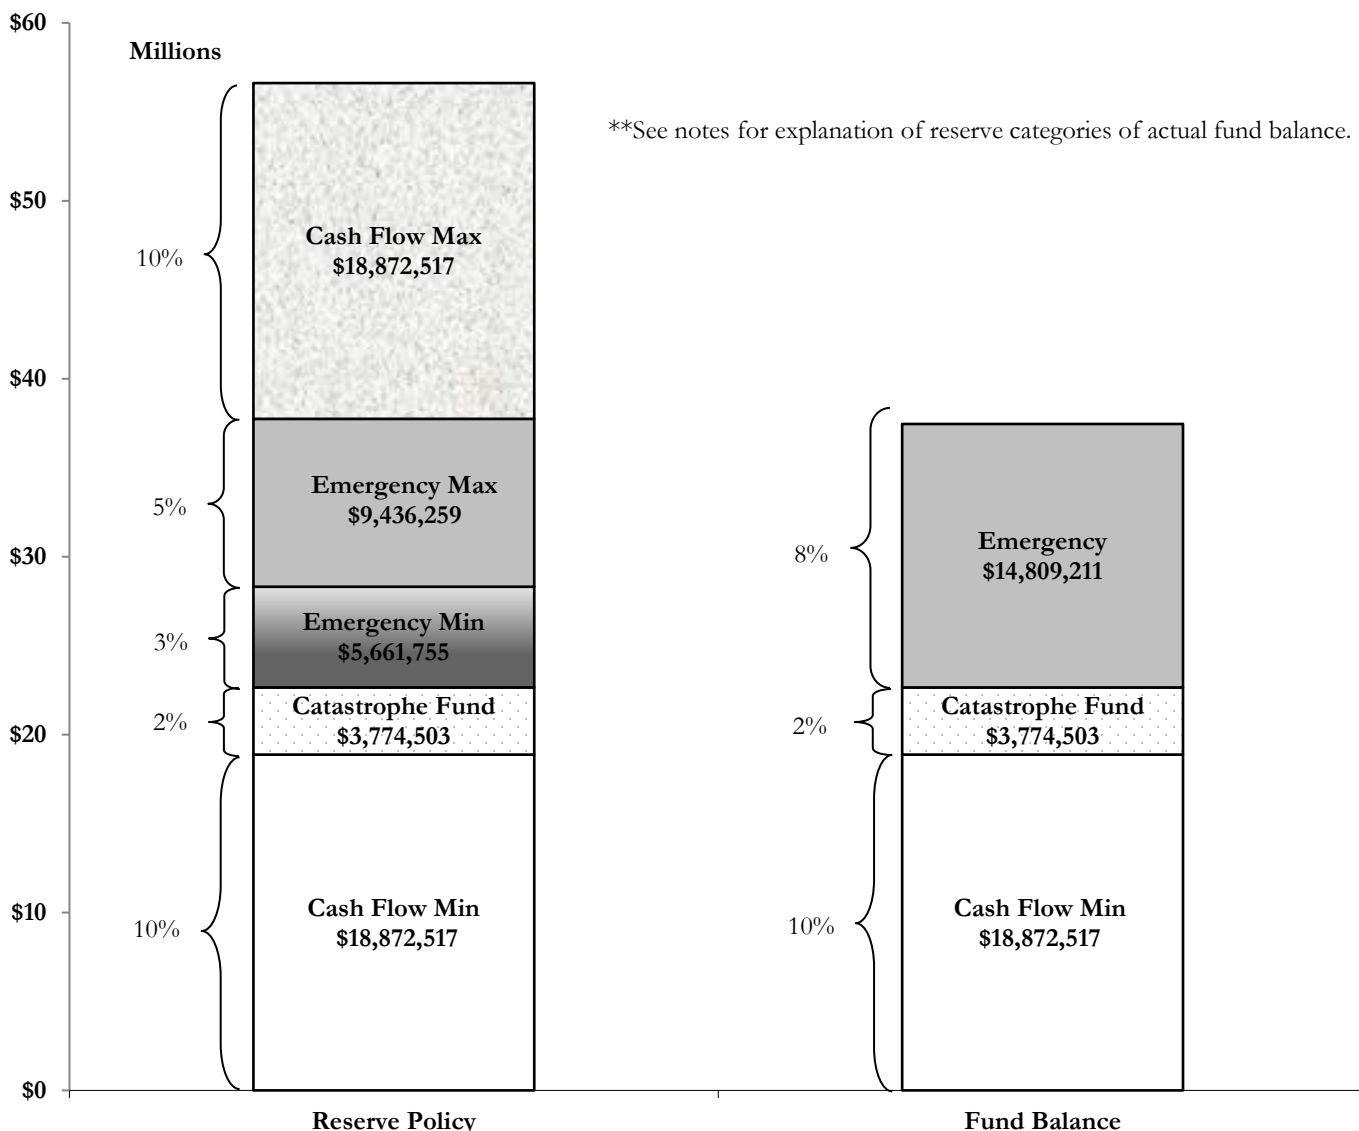 $60
Millions
**See notes for explanation of reserve categories of actual fund balance.
$50
Cash Flow Max
$18,872,517
10%
$40
Emergency Max
$9,436,259
5%
$30
Emergency
$14,809,211
8%
Emergency Min
$5,661,755
3%
Catastrophe Fund
$3,774,503
2%
Catastrophe Fund
$3,774,503
2%
$20
Cash Flow Min
$18,872,517
10%
Cash Flow Min
$18,872,517
10%
$10
$0
Reserve Policy
Fund Balance